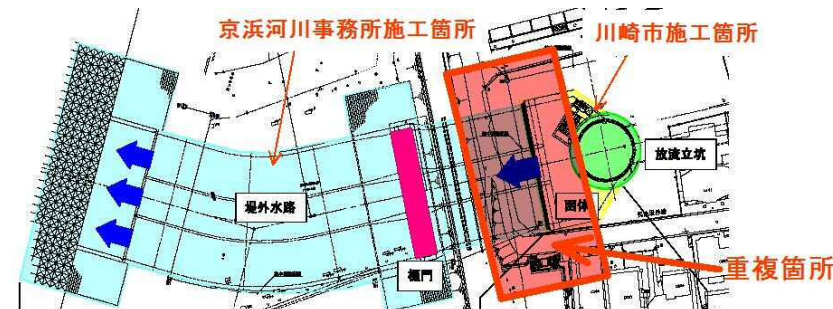 京浜河川事務所施工箇所
川崎市施工箇所
放流立坑
堤外水路
函体
樋門
重複箇所